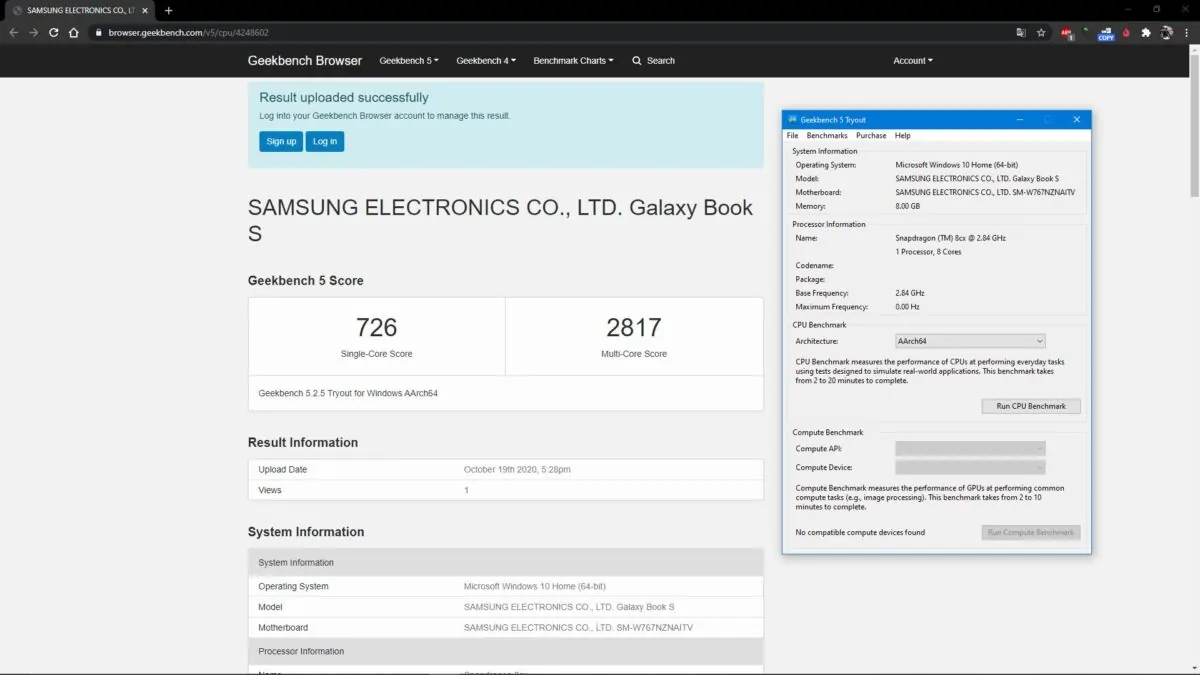 SAMSUNG ELECTRONICS CO., LT
browser.geekbench.com/v5/cpu/4248602
COPY
Geekbench Browser
Geekbench 5
Geekbench 4
Benchmark Charts
Search
Account
Result uploaded successfully
Log into your Geekbench Browser account to manage this result.
Sign up
Log in
SAMSUNG ELECTRONICS CO., LTD. Galaxy Book
S
Geekbench 5 Score
726
2817
Single-Core Score
Multi-Core Score
Geekbench 5.2.5 Tryout for Windows AArch64
Result Information
Upload Date October 19th 2020, 5:28pm
Views 1
System Information
System Information
Operating System Microsoft Windows 10 Home (64-bit)
Model SAMSUNG ELECTRONICS CO., LTD. Galaxy Book S
Motherboard SAMSUNG ELECTRONICS CO., LTD. SM-W767NZNAITV
Processor Information
Geekbench 5 Tryout
File Benchmarks Purchase Help
System Information
Operating System: Microsoft Windows 10 Home (64-bit)
Model: SAMSUNG ELECTRONICS CO., LTD. Galaxy Book S
Motherboard: SAMSUNG ELECTRONICS CO., LTD. SM-W767NZNAITV
Memory: 8.00 GB
Processor Information
Name: Snapdragon (TM) 8cx @ 2.84 GHz
1 Processor, 8 Cores
Codename:
Package:
Base Frequency: 2.84 GHz
Maximum Frequency: 0.00 Hz
CPU Benchmark
Architecture: AArch64
CPU Benchmark measures the performance of CPUs at performing everyday tasks
using tests designed to simulate real-world applications. This benchmark takes
from 2 to 20 minutes to complete.
Run CPU Benchmark
Compute Benchmark
Compute API:
Compute Device:
Compute Benchmark measures the performance of GPUs at performing common
compute tasks (e.g., image processing). This benchmark takes from 2 to 10
minutes to complete.
No compatible compute devices found
Run Compute Benchmark